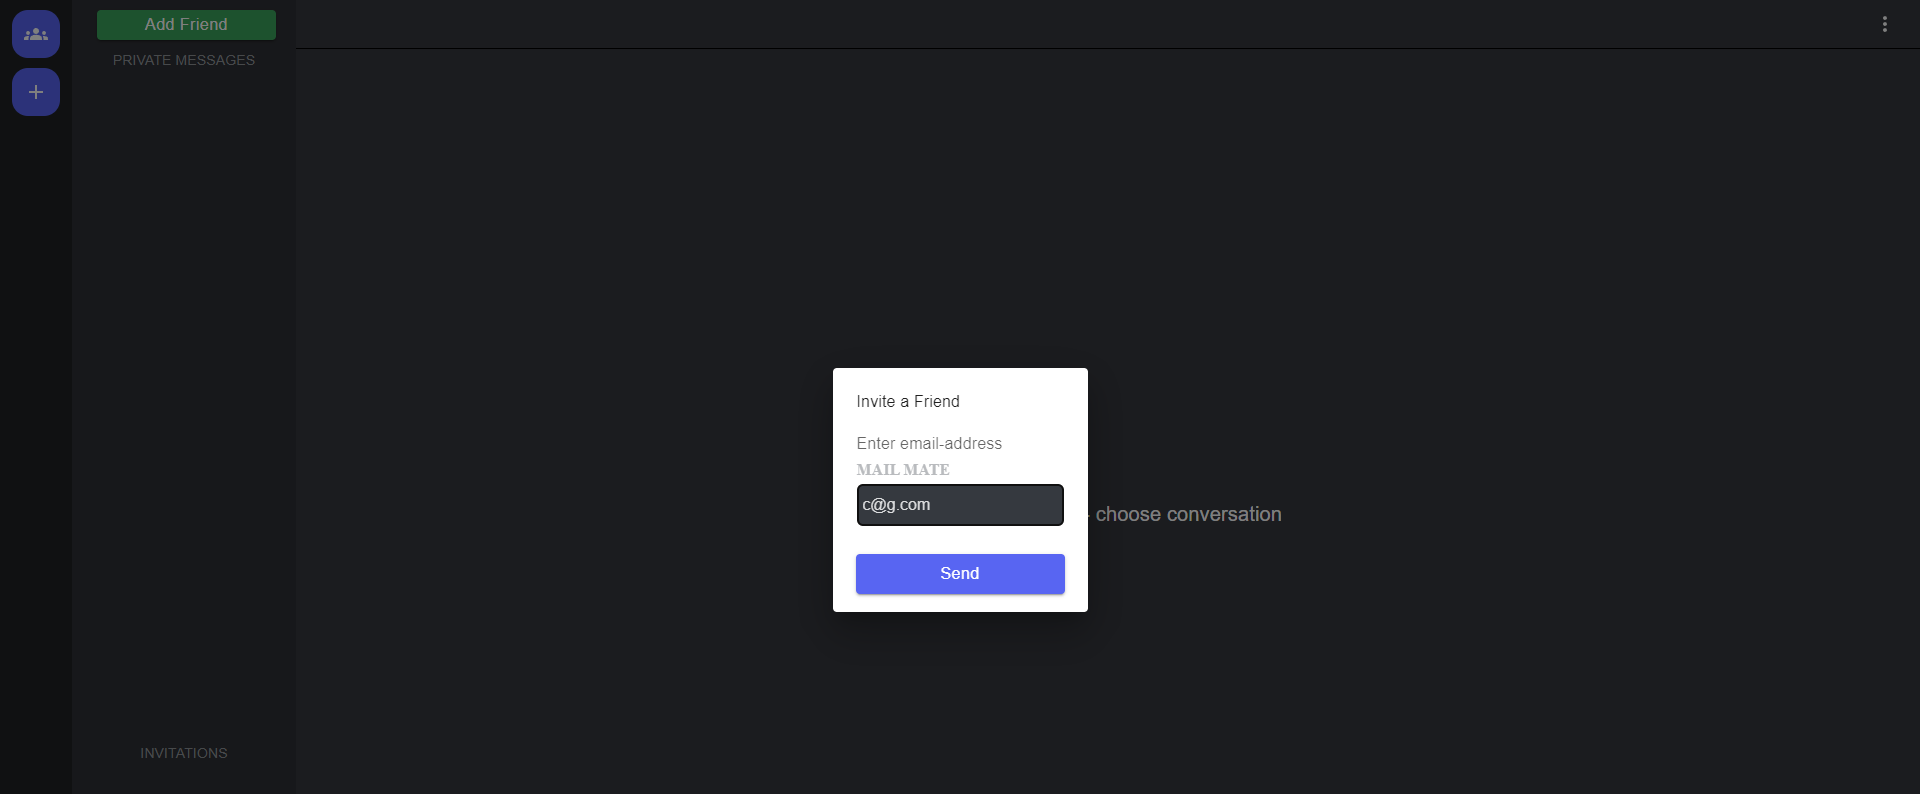 Add Friend
PRIVATE MESSAGES
Invite a Friend
Enter email-address
MAIL MATE
c@g.com
choose conversation
Send
INVITATIONS